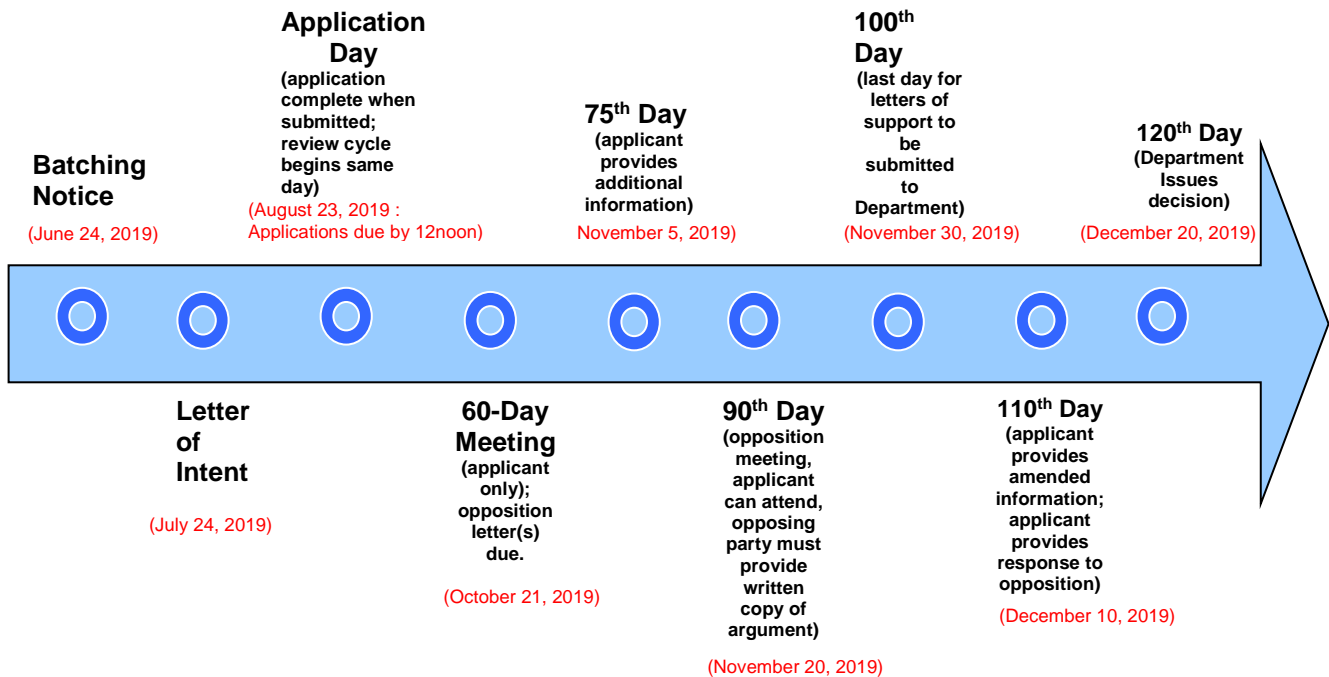 Batching
Notice
(June 24, 2019)
Letter
of
Intent
(July 24, 2019)
Application
Day
(application
complete when
submitted;
review cycle
begins same
day)
(August 23, 2019 :
Applications due by 12noon)
60-Day
Meeting
(applicant
only);
opposition
letter(s)
due.
(October 21, 2019)
75th Day
(applicant
provides
additional
information)
November 5, 2019)
90th Day
(opposition
meeting,
applicant
can attend,
opposing
party must
provide
written
copy of
argument)
(November 20, 2019)
100th
Day
(last day for
letters of
support to
be
submitted
to
Department)
(November 30, 2019)
110th Day
(applicant
provides
amended
information;
applicant
provides
response to
opposition)
(December 10, 2019)
120th Day
(Department
Issues
decision)
(December 20, 2019)